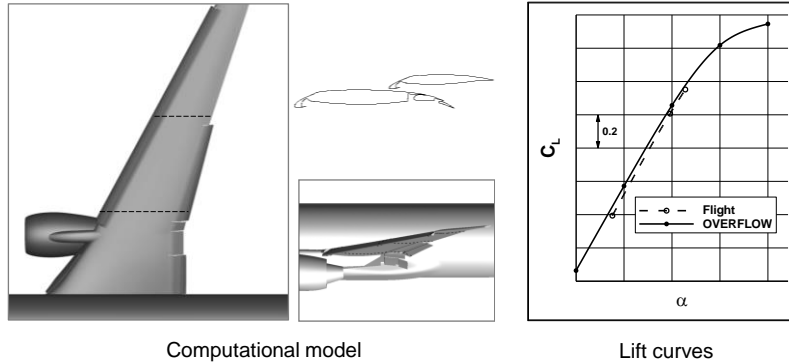 C_L
0.2
Flight
OVERFLOW
α
Computational model
Lift curves